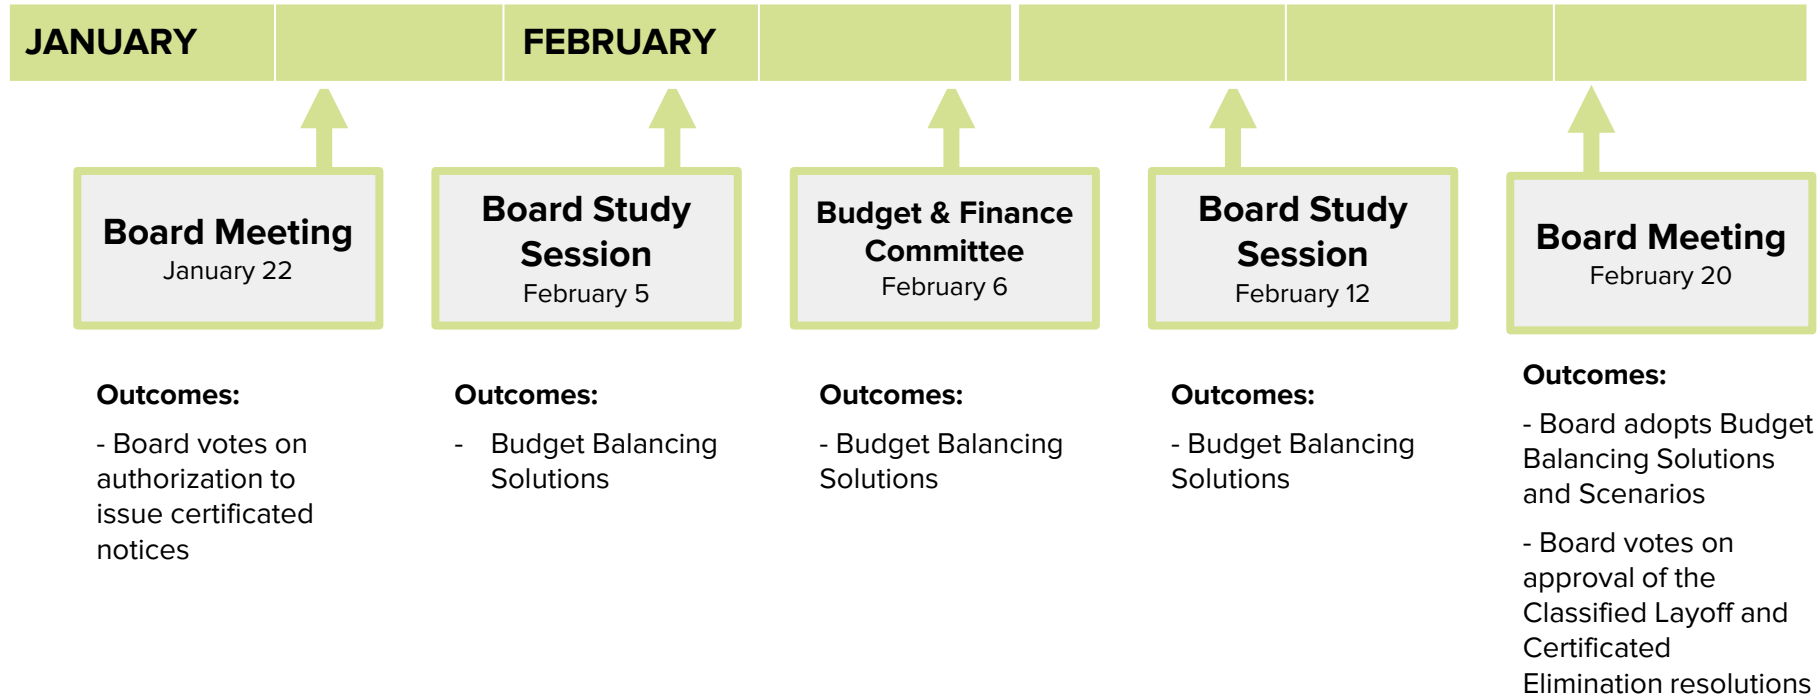 JANUARY
FEBRUARY
Board Meeting
January 22
Board Study
Session
February 5
Budget & Finance
Committee
February 6
Board Study
Session
February 12
Board Meeting
February 20
Outcomes:
- Board votes on
authorization to
issue certificated
notices
Outcomes:
- Budget Balancing
Solutions
Outcomes:
- Budget Balancing
Solutions
Outcomes:
- Budget Balancing
Solutions
Outcomes:
- Board adopts Budget
Balancing Solutions
and Scenarios
- Board votes on
approval of the
Classified Layoff and
Certificated
Elimination resolutions